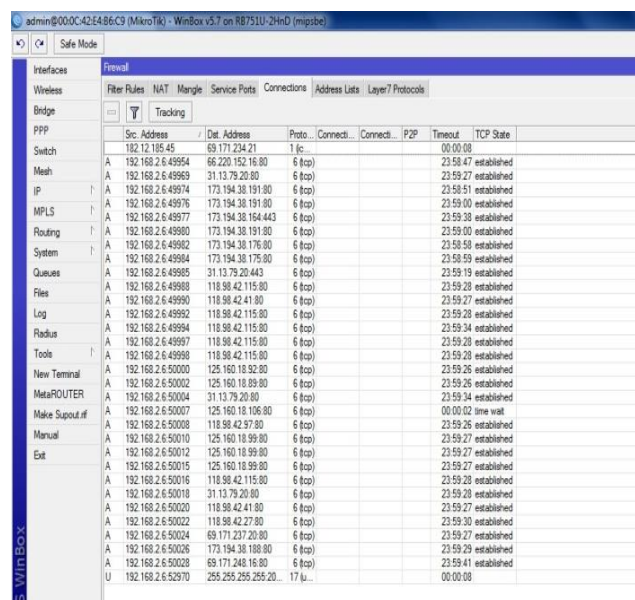 admin@00:0C:42:E4:86:C9 (MikroTik) - WinBox v5.7 on RB751U-2HnD (mipsbe)
Safe Mode
Interfaces
Wireless
Bridge
PPP
Switch
Mesh
IP
MPLS
Routing
System
Queues
Files
Log
Radius
Tools
New Terminal
MetaROUTER
Make Supout.rif
Manual
Exit
WinBox
Firewall
Filter Rules NAT Mangle Service Ports Connections Address Lists Layer7 Protocols
Tracking
Src. Address / Dst. Address Proto... Connecti... Connecti... P2P Timeout TCP State
182.12.185.45 69.171.234.21 1 (ic... 00:00:08
A 192.168.2.6:49954 66.220.152.16:80 6 (tcp) 23:58:47 established
A 192.168.2.6:49969 31.13.79.20:80 6 (tcp) 23:59:27 established
A 192.168.2.6:49974 173.194.38.191:80 6 (tcp) 23:58:51 established
A 192.168.2.6:49976 173.194.38.191:80 6 (tcp) 23:59:00 established
A 192.168.2.6:49977 173.194.38.164:443 6 (tcp) 23:59:38 established
A 192.168.2.6:49980 173.194.38.191:80 6 (tcp) 23:59:00 established
A 192.168.2.6:49982 173.194.38.176:80 6 (tcp) 23:58:58 established
A 192.168.2.6:49984 173.194.38.175:80 6 (tcp) 23:58:59 established
A 192.168.2.6:49985 31.13.79.20:443 6 (tcp) 23:59:19 established
A 192.168.2.6:49988 118.98.42.115:80 6 (tcp) 23:59:28 established
A 192.168.2.6:49990 118.98.42.41:80 6 (tcp) 23:59:27 established
A 192.168.2.6:49992 118.98.42.115:80 6 (tcp) 23:59:28 established
A 192.168.2.6:49994 118.98.42.115:80 6 (tcp) 23:59:34 established
A 192.168.2.6:49997 118.98.42.115:80 6 (tcp) 23:59:28 established
A 192.168.2.6:49998 118.98.42.115:80 6 (tcp) 23:59:28 established
A 192.168.2.6:50000 125.160.18.92:80 6 (tcp) 23:59:26 established
A 192.168.2.6:50002 125.160.18.89:80 6 (tcp) 23:59:26 established
A 192.168.2.6:50004 31.13.79.20:80 6 (tcp) 23:59:34 established
A 192.168.2.6:50007 125.160.18.106:80 6 (tcp) 00:00:02 time wait
A 192.168.2.6:50008 118.98.42.97:80 6 (tcp) 23:59:26 established
A 192.168.2.6:50010 125.160.18.99:80 6 (tcp) 23:59:27 established
A 192.168.2.6:50012 125.160.18.99:80 6 (tcp) 23:59:27 established
A 192.168.2.6:50015 125.160.18.99:80 6 (tcp) 23:59:27 established
A 192.168.2.6:50016 118.98.42.115:80 6 (tcp) 23:59:28 established
A 192.168.2.6:50018 31.13.79.20:80 6 (tcp) 23:59:28 established
A 192.168.2.6:50020 118.98.42.41:80 6 (tcp) 23:59:27 established
A 192.168.2.6:50022 118.98.42.27:80 6 (tcp) 23:59:30 established
A 192.168.2.6:50024 69.171.237.20:80 6 (tcp) 23:59:27 established
A 192.168.2.6:50026 173.194.38.188:80 6 (tcp) 23:59:29 established
A 192.168.2.6:50028 69.171.248.16:80 6 (tcp) 23:59:41 established
U 192.168.2.6:52970 255.255.255.255:20... 17 (u... 00:00:08